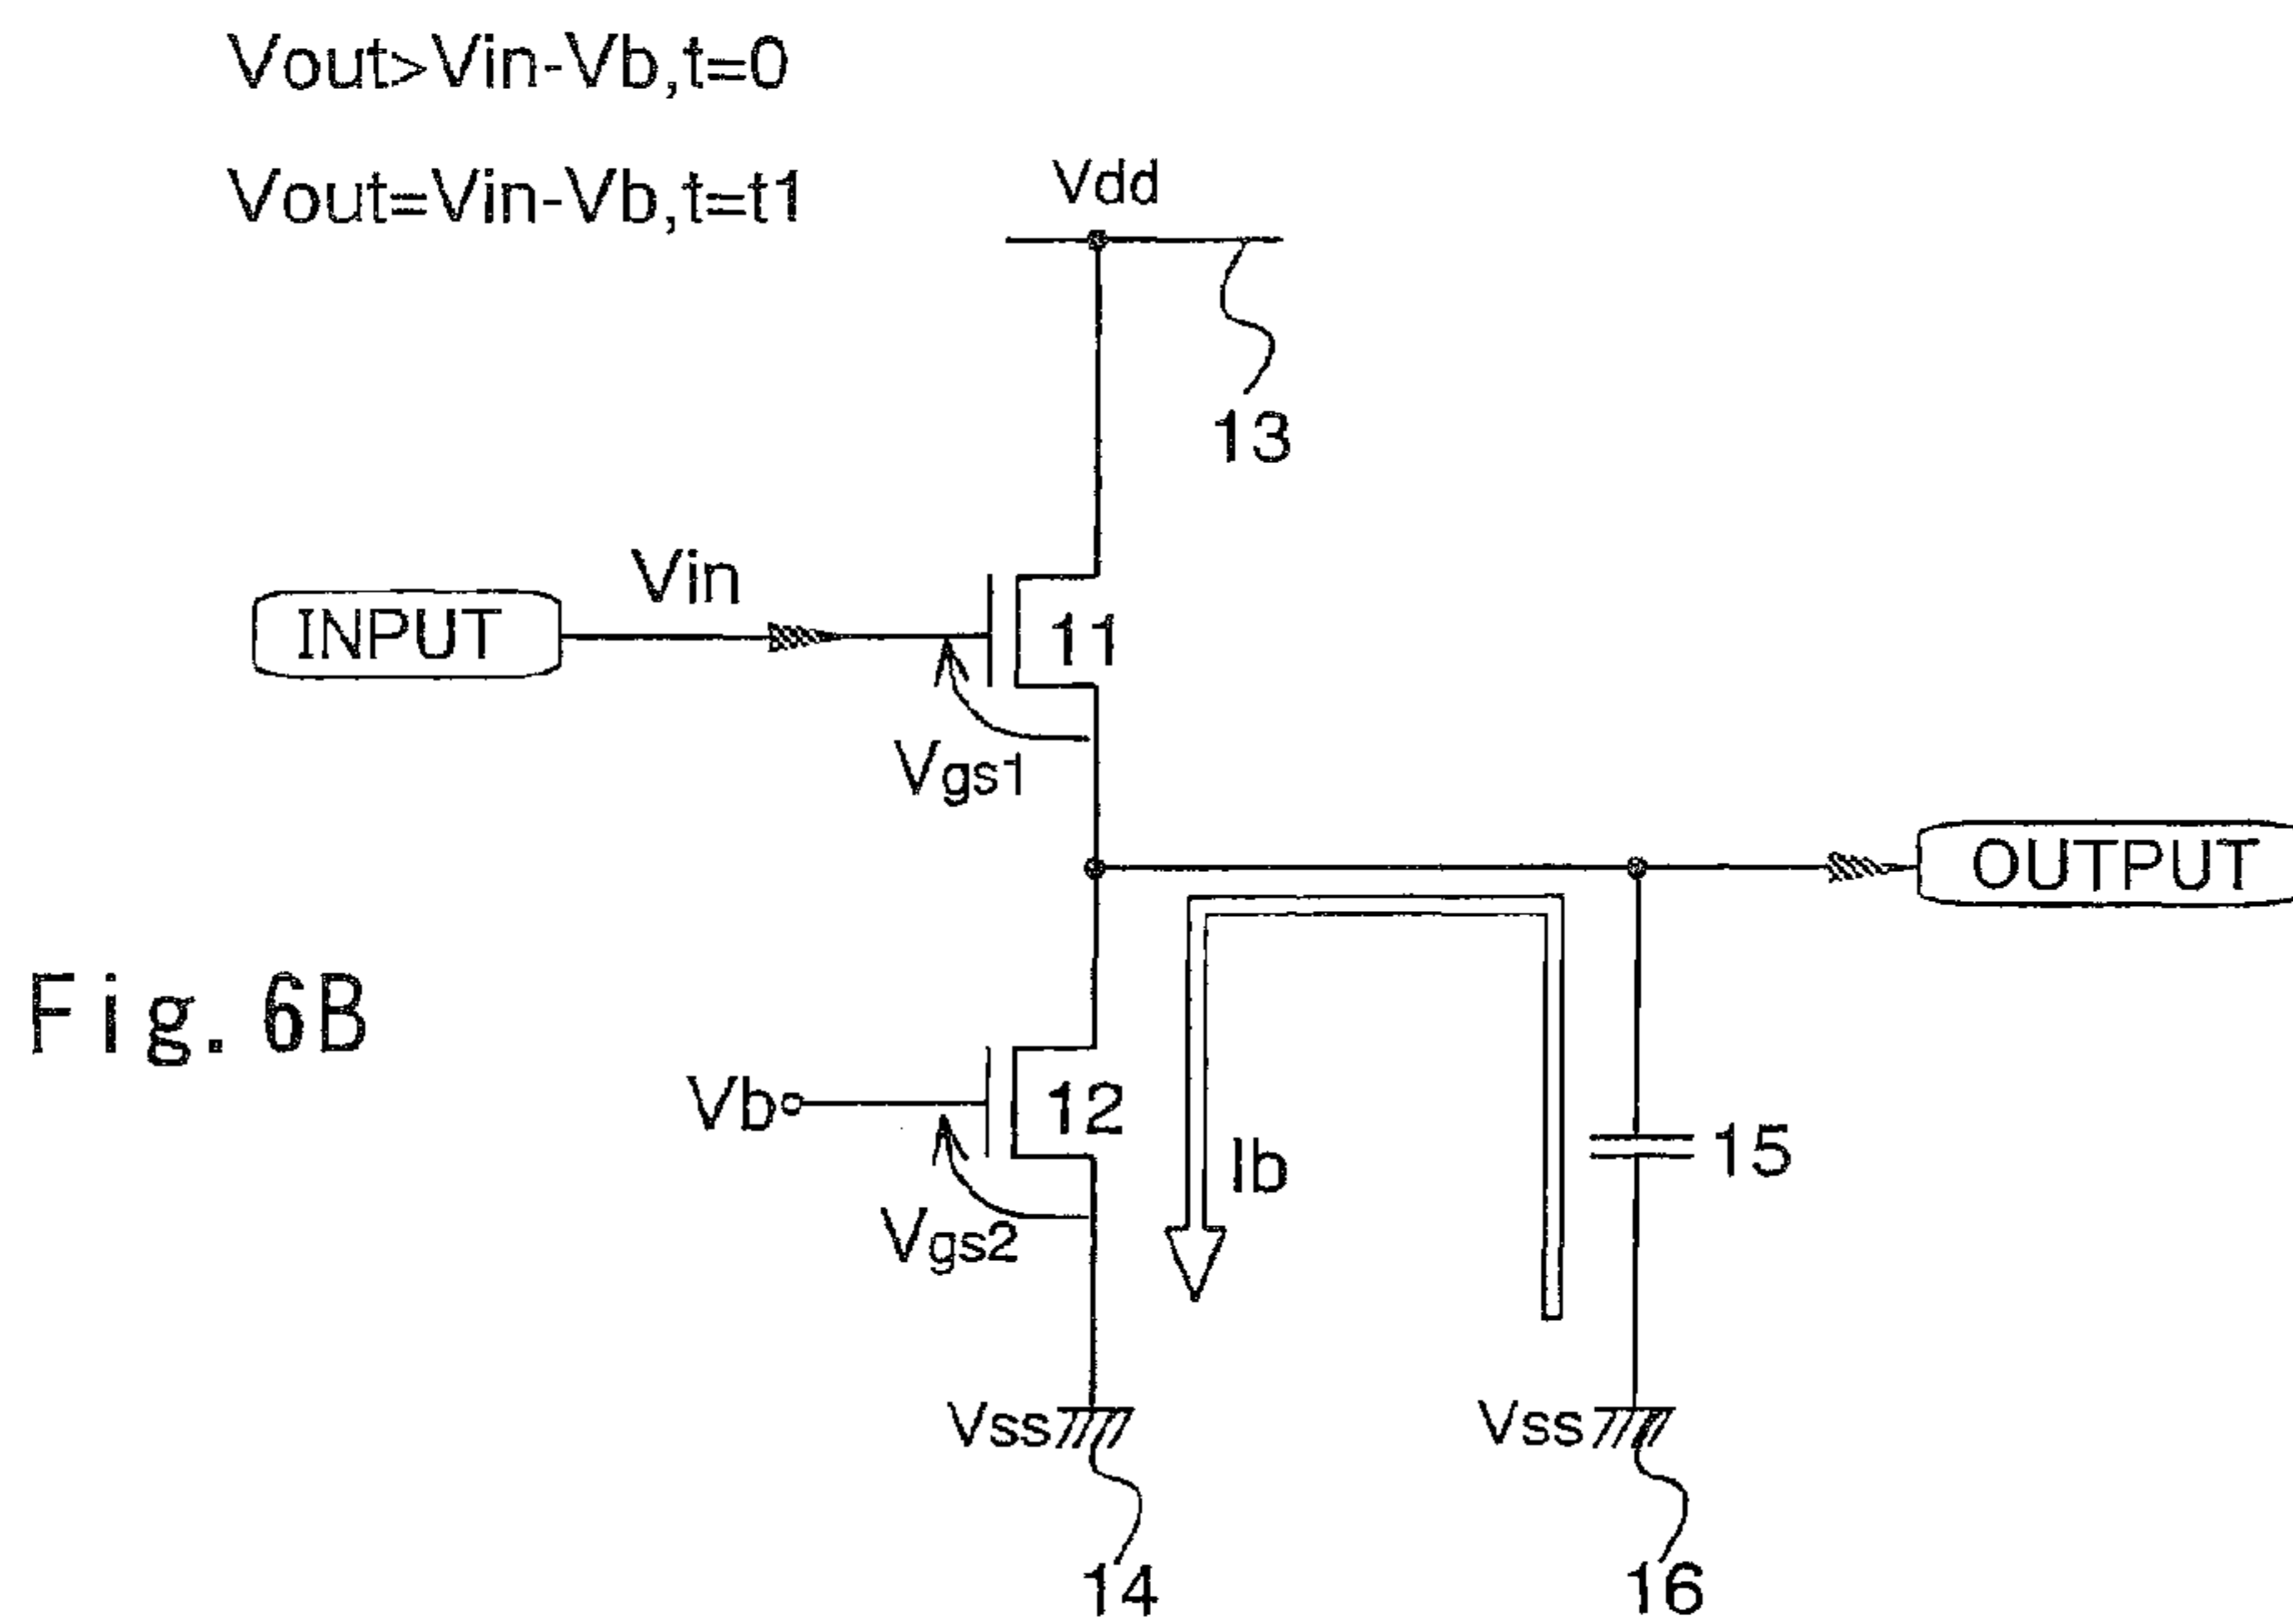 Vout>Vin-Vb,t=0
Vout=Vin-Vb,t=t1
Vdd
13
INPUT
Vin
11
Vgs1
OUTPUT
Fig.6B
Vb
12
Vgs2
Ib
15
Vss
Vss
14
16